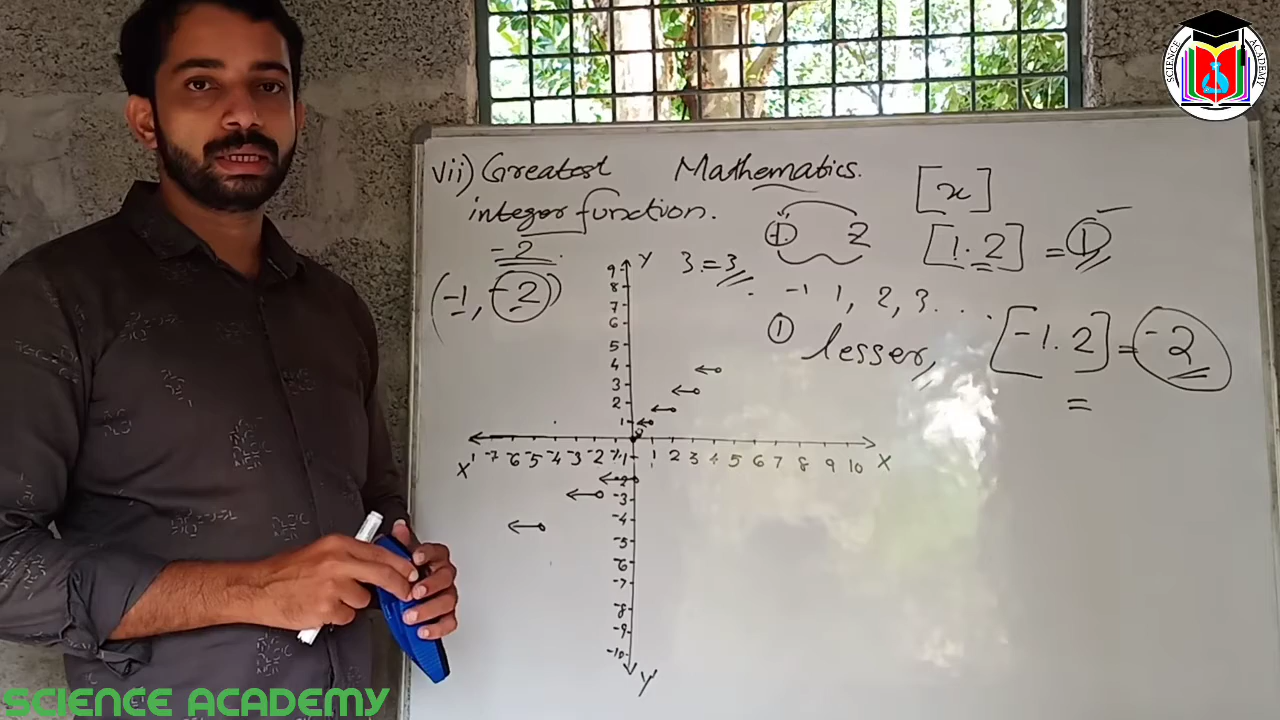 SCIENCE ACADEMY
vii) Greatest Mathematics. [x]
integer function.
-1 2 [1.2] = 1
-2
3. = 3
(-1, -2)
-1 1, 2, 3. . . .
1 lesser, [-1.2] = -2
=
Y
9
8
7
6
5
4
3
2
1
X' -7 -6 -5 -4 -3 -2 -1 1 2 3 4 5 6 7 8 9 10 X
-2
-3
-4
-5
-6
-7
-8
-9
-10
Y'
SCIENCE ACADEMY